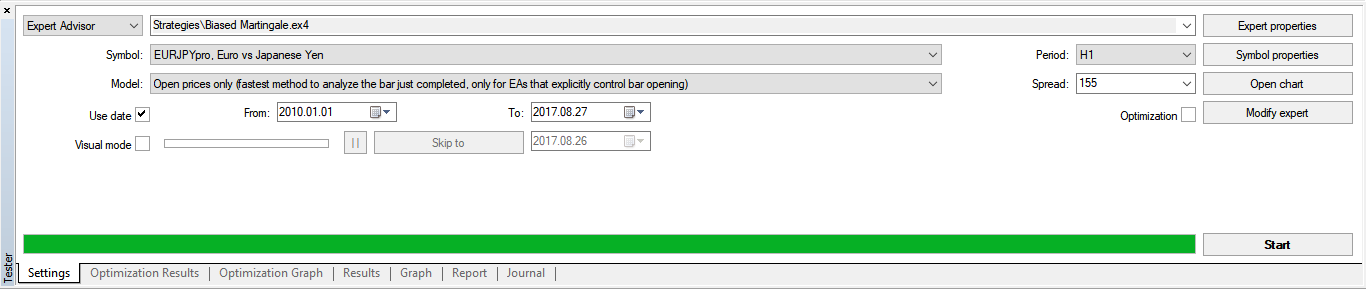 Expert Advisor Strategies\Biased Martingale.ex4 Expert properties
Symbol: EURJPYpro, Euro vs Japanese Yen Period: H1 Symbol properties
Model: Open prices only (fastest method to analyze the bar just completed, only for EAs that explicitly control bar opening) Spread: 155 Open chart
Use date From: 2010.01.01 To: 2017.08.27 Optimization Modify expert
Visual mode Skip to 2017.08.26
Start
Tester
Settings Optimization Results Optimization Graph Results Graph Report Journal